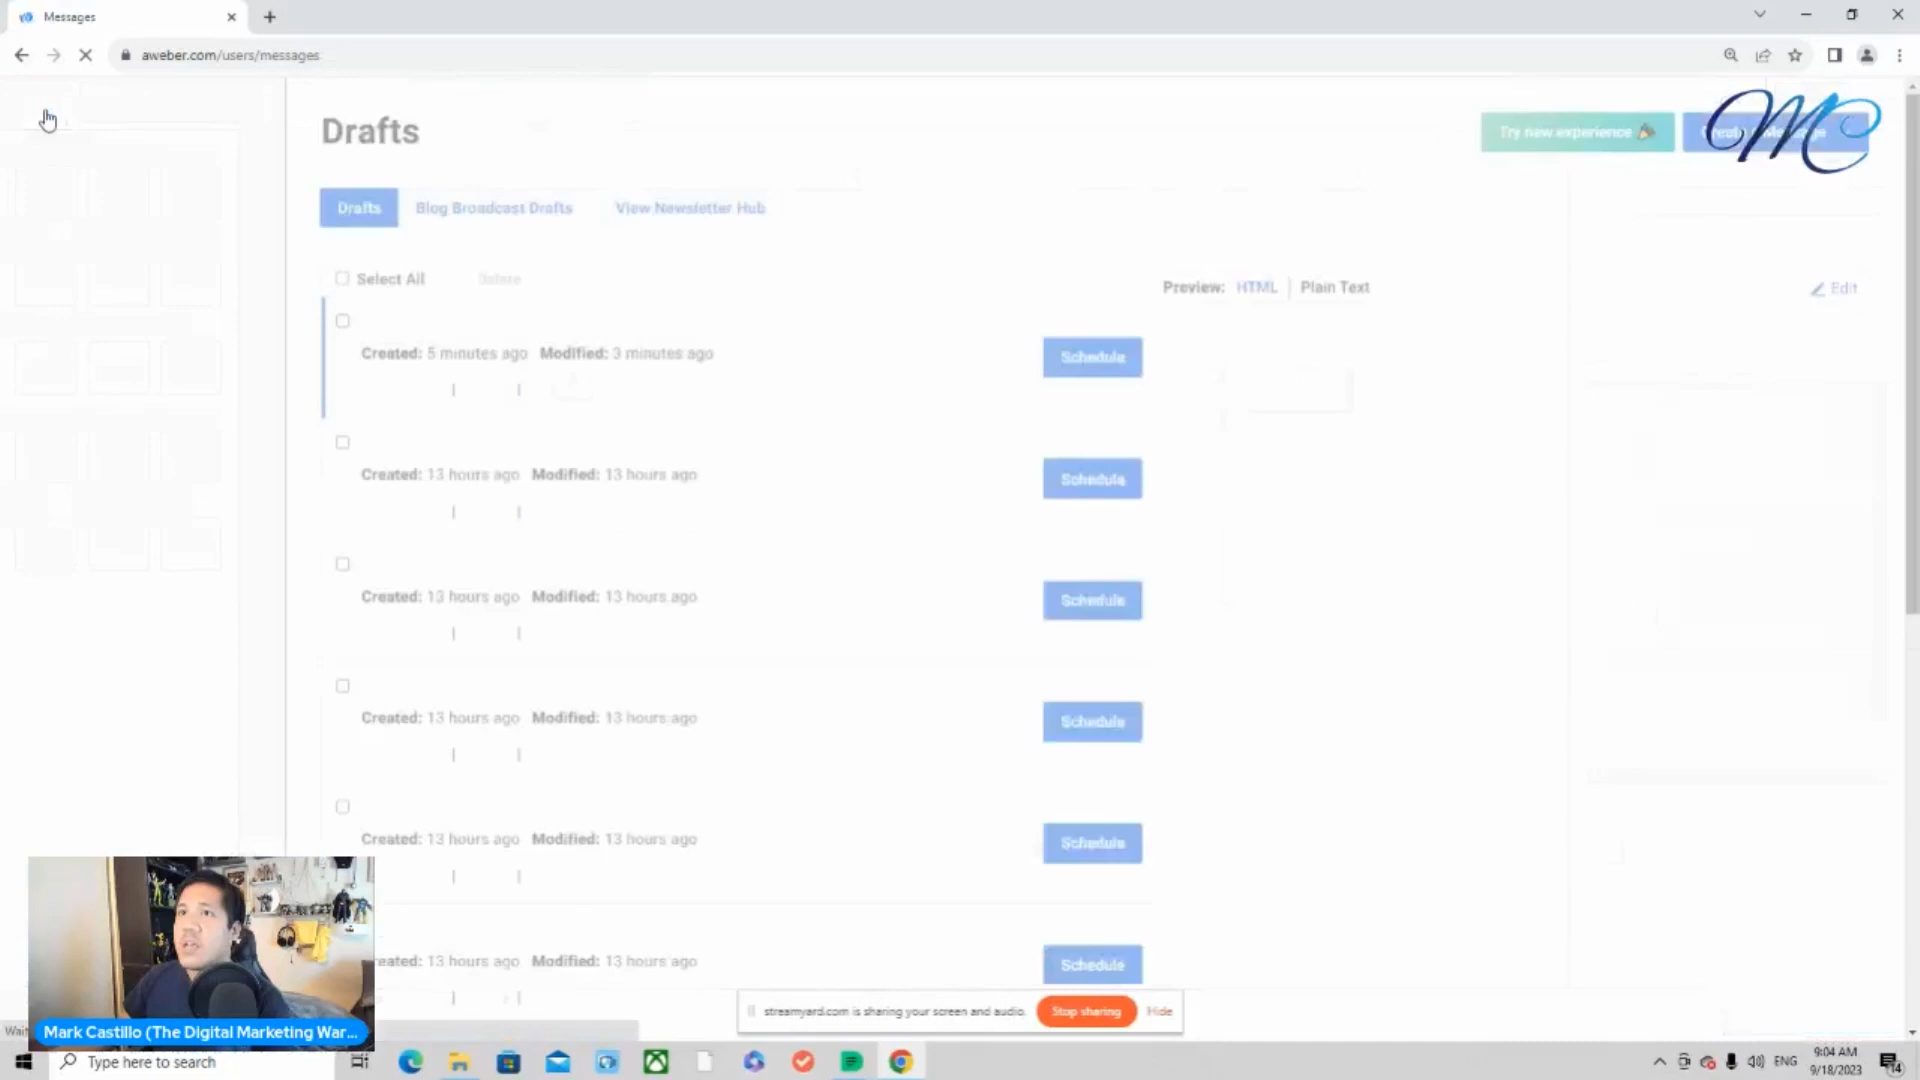 Messages
aweber.com/users/messages
Drafts
Try new experience
Drafts
Blog Broadcast Drafts
View Newsletter Hub
Select All
Delete
Preview: HTML | Plain Text
Edit
Created: 5 minutes ago Modified: 3 minutes ago
Schedule
Created: 13 hours ago Modified: 13 hours ago
Schedule
Created: 13 hours ago Modified: 13 hours ago
Schedule
Created: 13 hours ago Modified: 13 hours ago
Schedule
Created: 13 hours ago Modified: 13 hours ago
Schedule
eated: 13 hours ago Modified: 13 hours ago
Schedule
streamyard.com is sharing your screen and audio.
Stop sharing
Hide
Wait
Mark Castillo (The Digital Marketing War...
Type here to search
ENG
9:04 AM
9/18/2023
14
MC